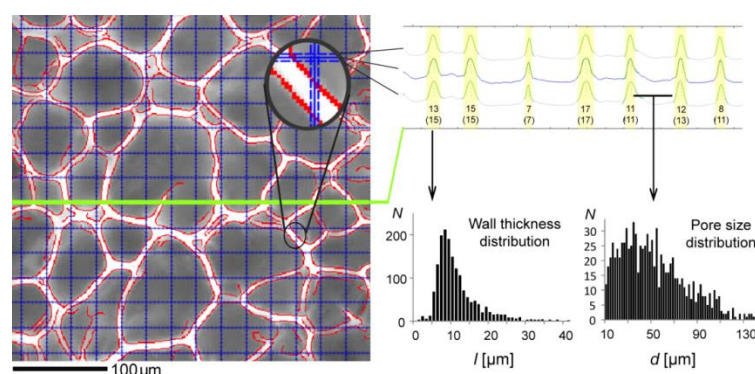 13 15 7 17 11 12 8
(15) (15) (7) (17) (11) (13) (11)
N
Wall thickness
distribution
200
100
0
0 10 20 30 40
l [µm]
N
Pore size
distribution
30
25
20
15
10
5
0
10 50 90 130
d [µm]
100 µm